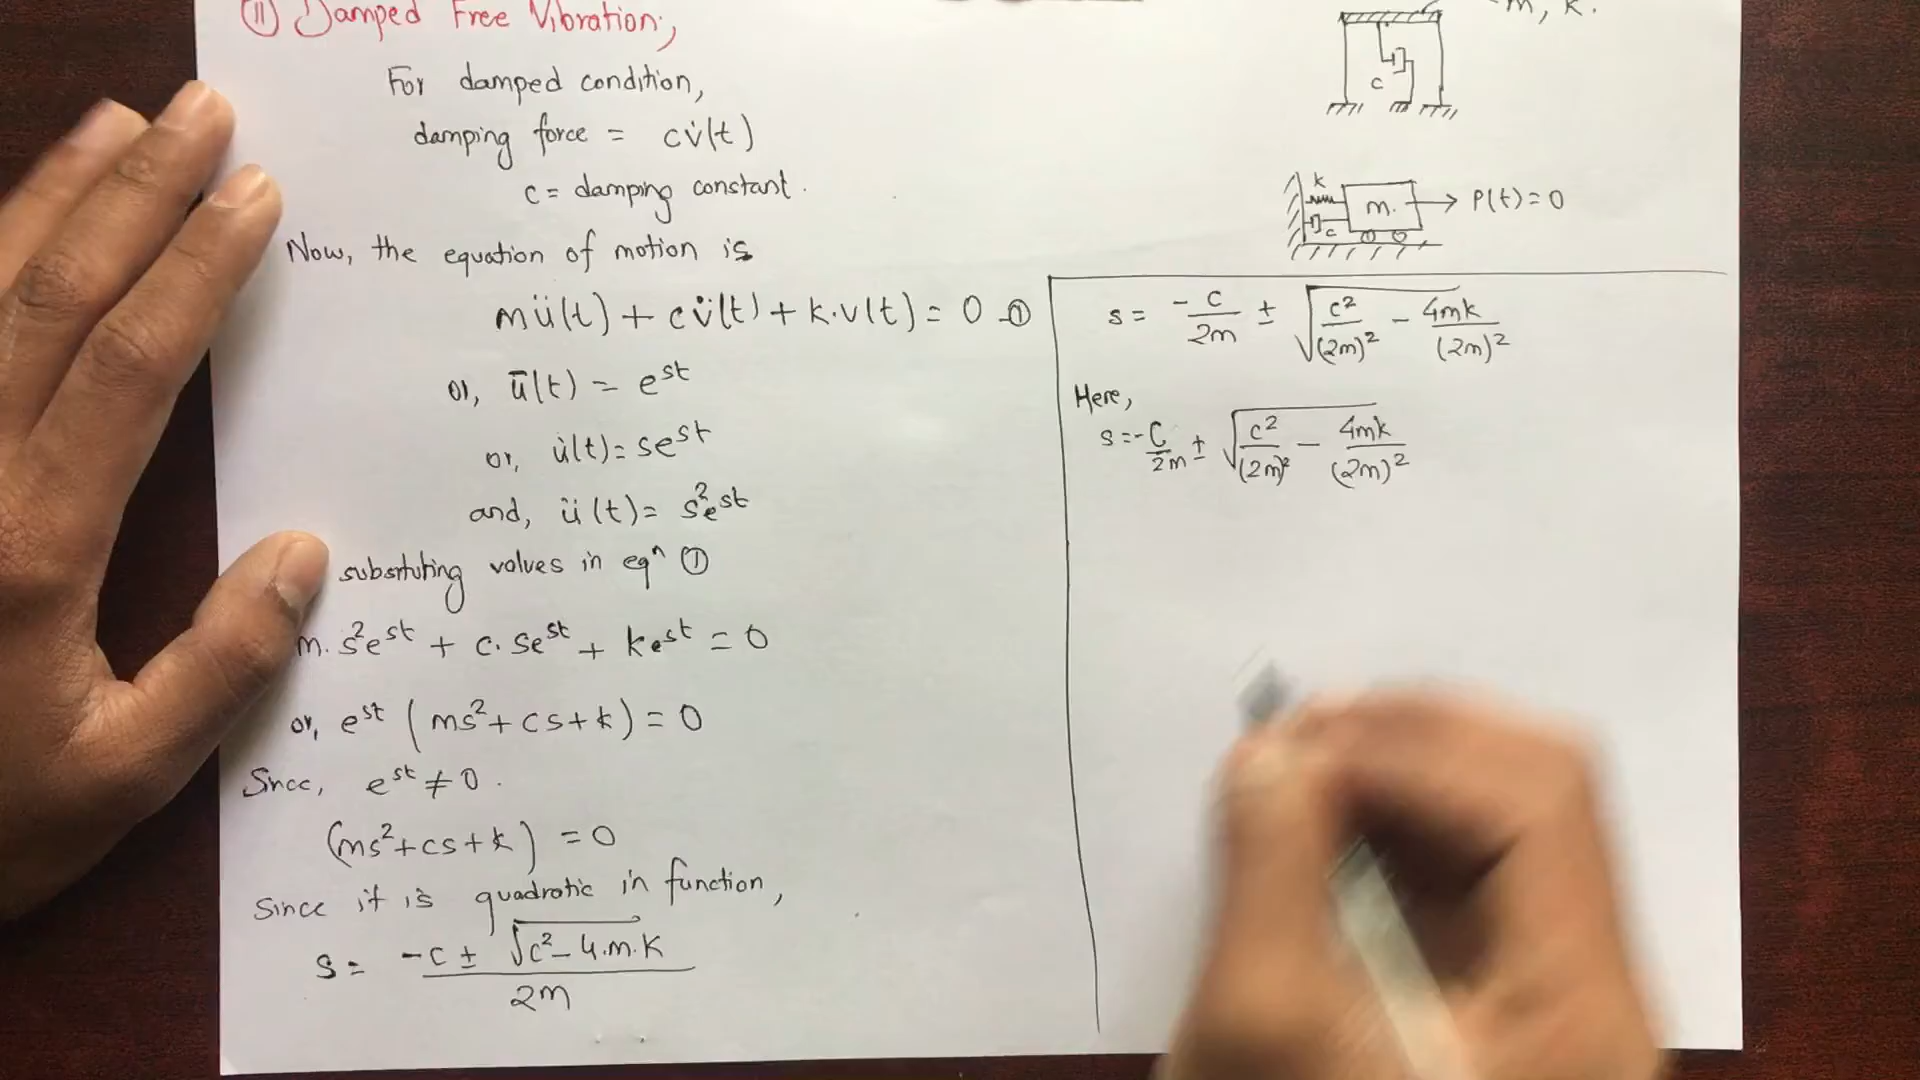 (II) Damped Free Vibration,
For damped condition,
damping force = cv̇(t)
c = damping constant.
Now, the equation of motion is
mü(t) + cv̇(t) + k.v(t) = 0 -①
or, ū(t) = e^st
or, u̇(t) = se^st
and, ü(t) = s²e^st
substuting values in eqⁿ ①
m.s²e^st + c.se^st + ke^st = 0
or, e^st (ms²+cs+k) = 0
Since, e^st ≠ 0.
(ms²+cs+k) = 0
Since it is quadratic in function,
s = (-c ± √(c²-4.m.k)) / 2m
m, k.
c
k
c
m.
P(t)=0
s = -c/2m ± √(c²/(2m)² - 4mk/(2m)²)
Here,
s = -c/2m ± √(c²/(2m)² - 4mk/(2m)²)